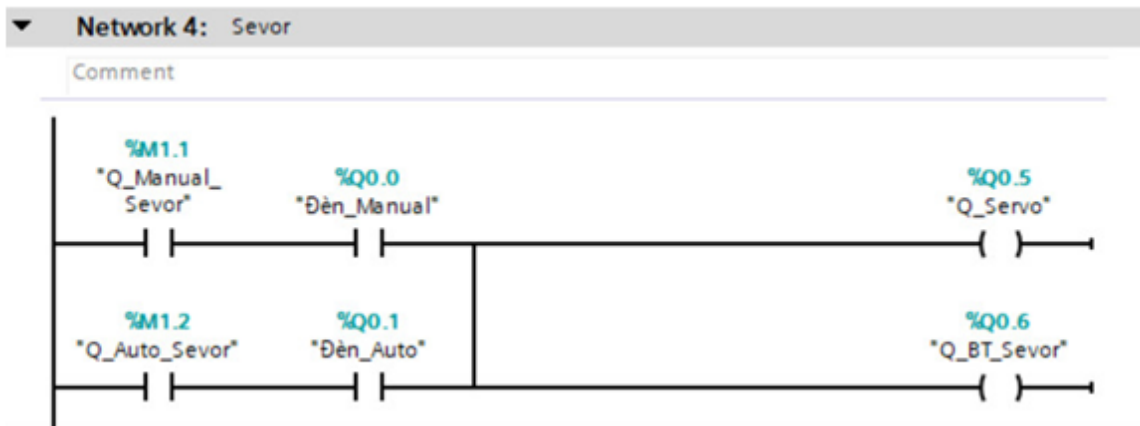 Network 4: Sevor
Comment
%M1.1
"Q_Manual_
Sevor"
%Q0.0
"Đèn_Manual"
%Q0.5
"Q_Servo"
%M1.2
"Q_Auto_Sevor"
%Q0.1
"Đèn_Auto"
%Q0.6
"Q_BT_Sevor"